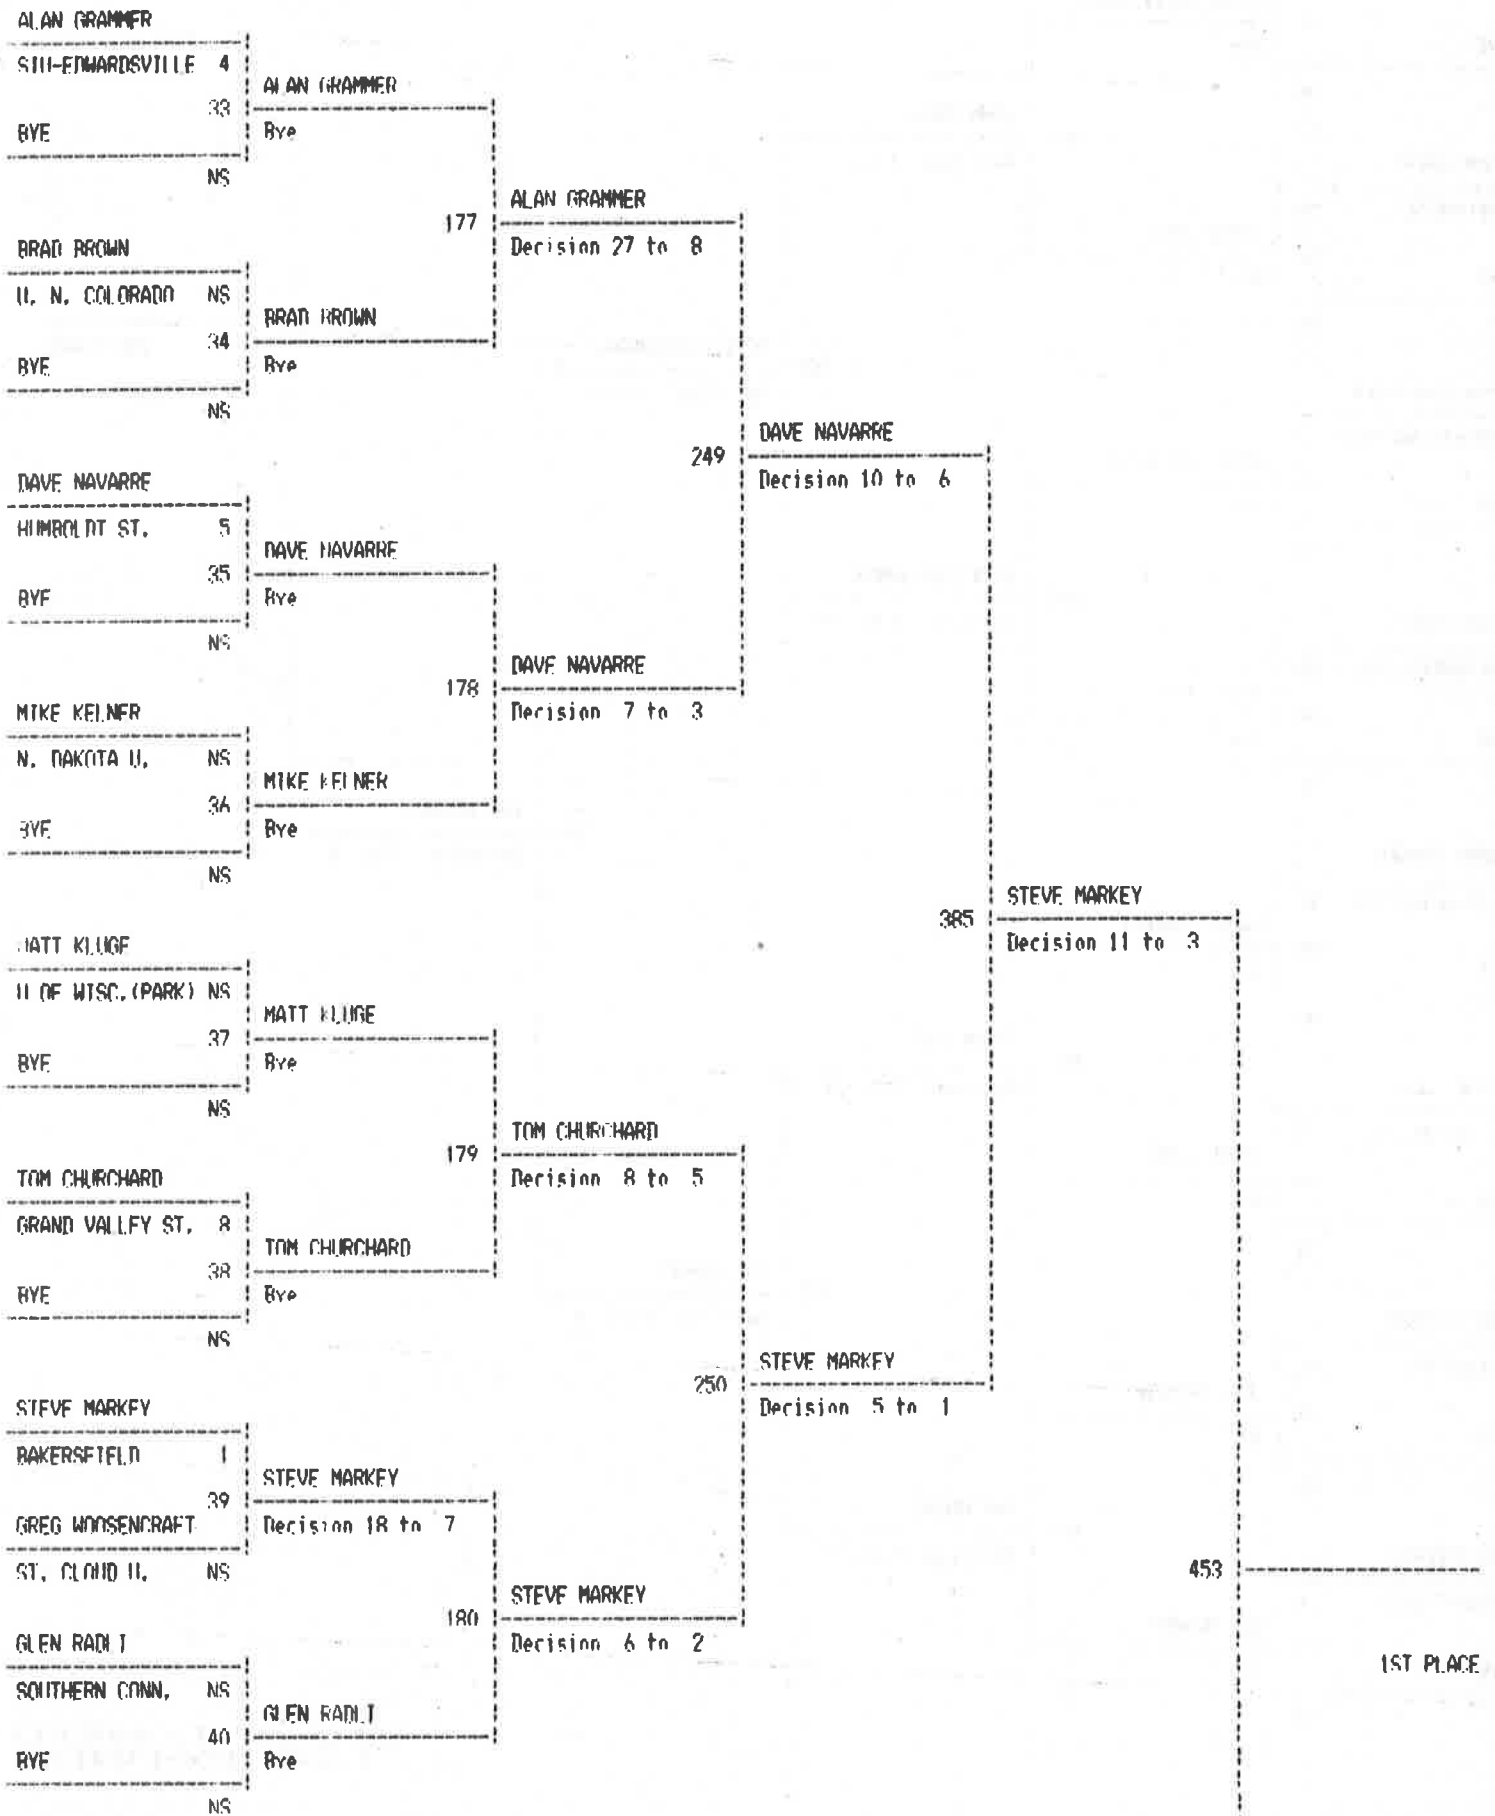 ALAN GRAMMER
SIU-EDWARDSVILLE 4
ALAN GRAMMER
33
BYE
Bye
NS
ALAN GRAMMER
177
Decision 27 to 8
BRAD BROWN
U. N. COLORADO NS
BRAD BROWN
34
BYE
Bye
NS
DAVE NAVARRE
249
Decision 10 to 6
DAVE NAVARRE
HUMBOLDT ST. 5
DAVE NAVARRE
35
BYE
Bye
NS
DAVE NAVARRE
178
Decision 7 to 3
MIKE KELNER
N. DAKOTA U. NS
MIKE KELNER
36
BYE
Bye
NS
STEVE MARKEY
385
Decision 11 to 3
MATT KLUGE
U OF WISC.(PARK) NS
MATT KLUGE
37
BYE
Bye
NS
TOM CHURCHARD
179
Decision 8 to 5
TOM CHURCHARD
GRAND VALLEY ST. 8
TOM CHURCHARD
38
BYE
Bye
NS
STEVE MARKEY
250
Decision 5 to 1
STEVE MARKEY
BAKERSFIELD 1
STEVE MARKEY
39
GREG WOOSENCRAFT
Decision 18 to 7
ST. CLOUD U. NS
453
STEVE MARKEY
180
Decision 6 to 2
GLEN RADLI
1ST PLACE
SOUTHERN CONN. NS
GLEN RADLI
40
BYE
Bye
NS